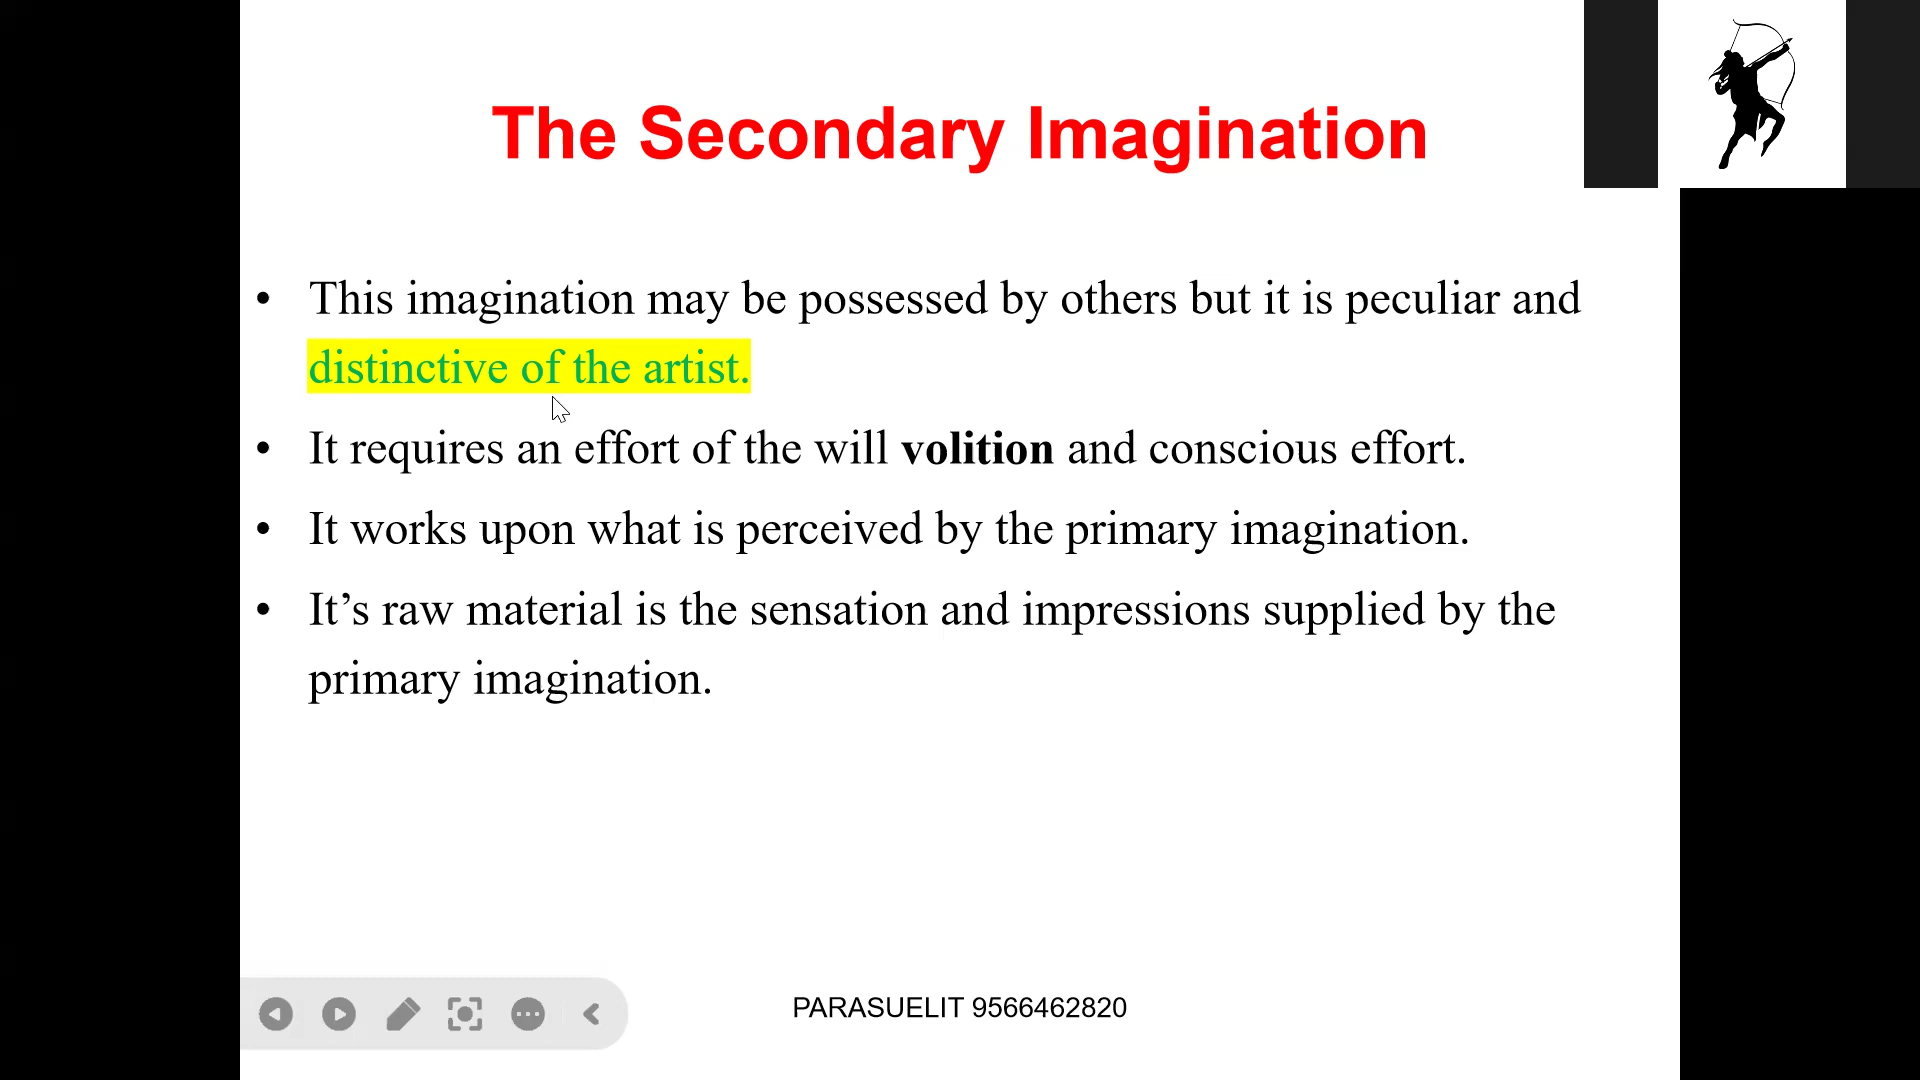 The Secondary Imagination
• This imagination may be possessed by others but it is peculiar and
distinctive of the artist.
• It requires an effort of the will volition and conscious effort.
• It works upon what is perceived by the primary imagination.
• It’s raw material is the sensation and impressions supplied by the
primary imagination.
PARASUELIT 9566462820